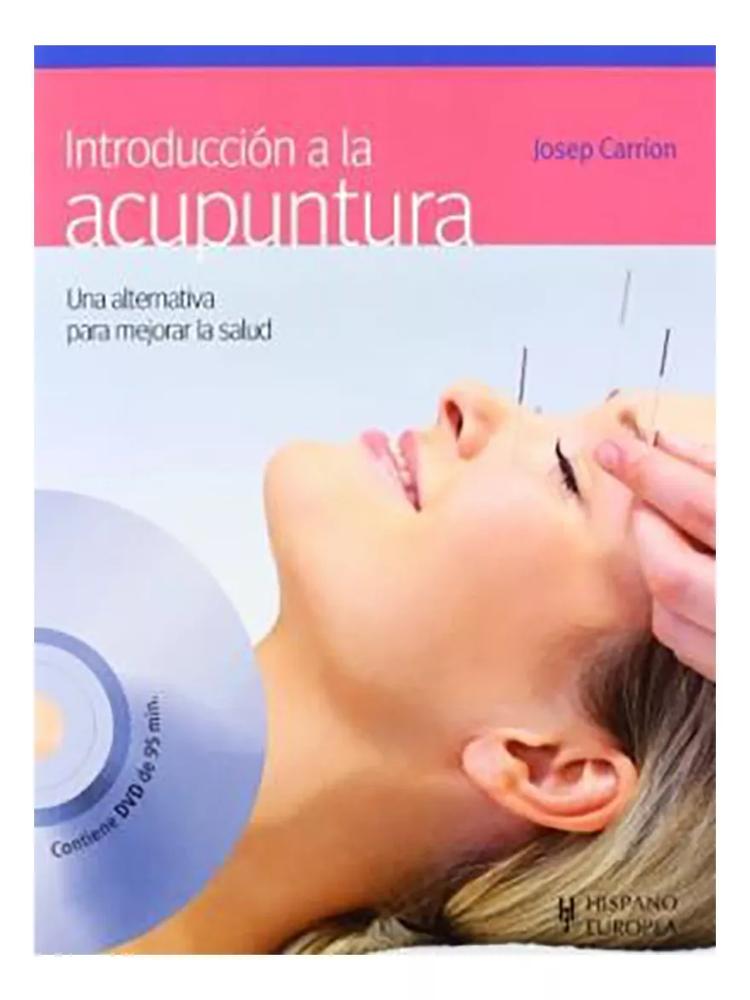 Introducción a la
acupuntura
Josep Carrion
Una alternativa
para mejorar la salud
Contiene DVD de 95 min.
HISPANO
EUROPEA